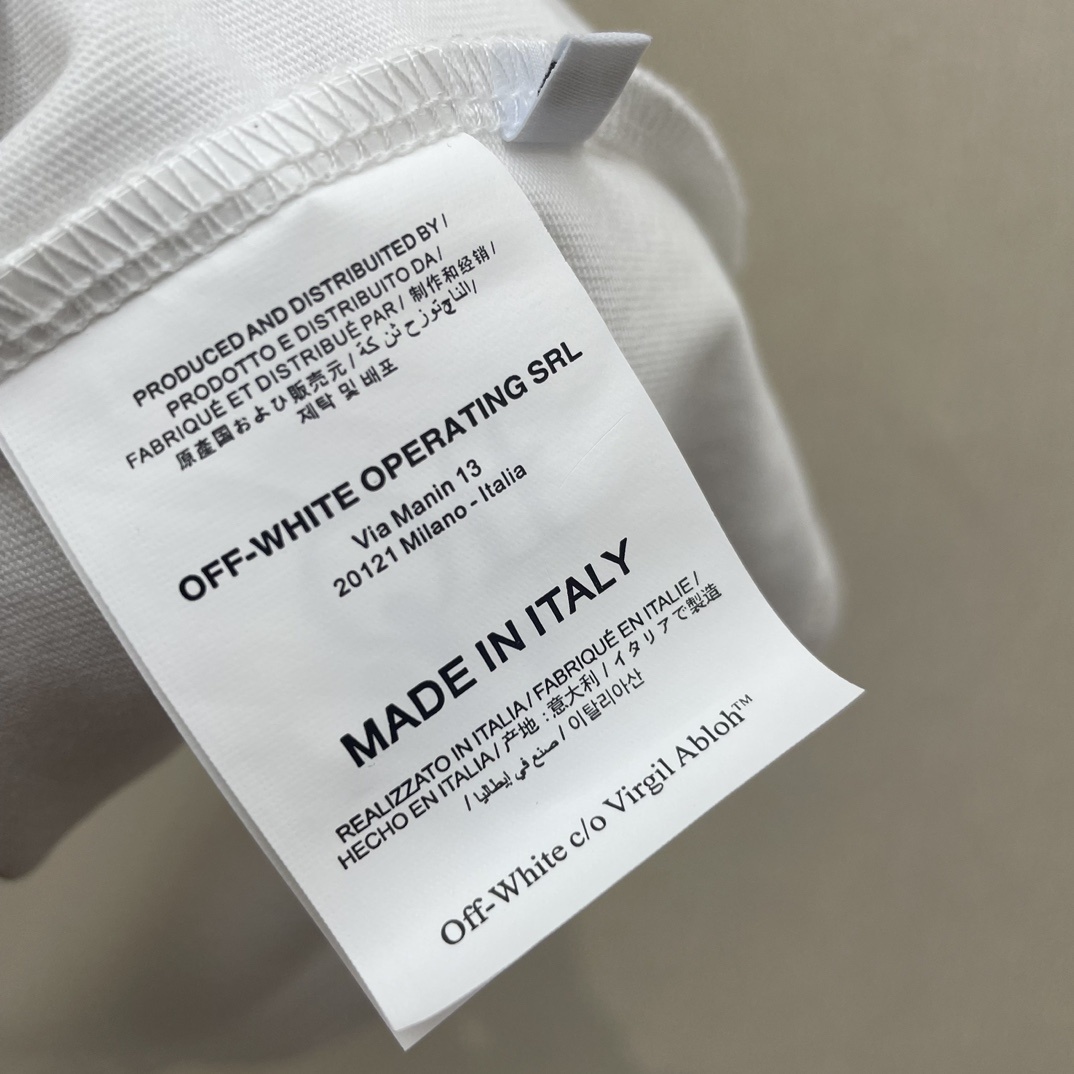 PRODUCED AND DISTRIBUITED BY /
PRODOTTO E DISTRIBUITO DA /
FABRIQUÉ ET DISTRIBUÉ PAR / 制作和经销 /
原產国および販売元 /
제탁 및 배포
OFF-WHITE OPERATING SRL
Via Manin 13
20121 Milano - Italia
MADE IN ITALY
REALIZZATO IN ITALIA / FABRIQUÉ EN ITALIE /
HECHO EN ITALIA / 产地 : 意大利 / イタリアで製造
/ صنع في إيطاليا / 이탈리아산
Off-White c/o Virgil Abloh™